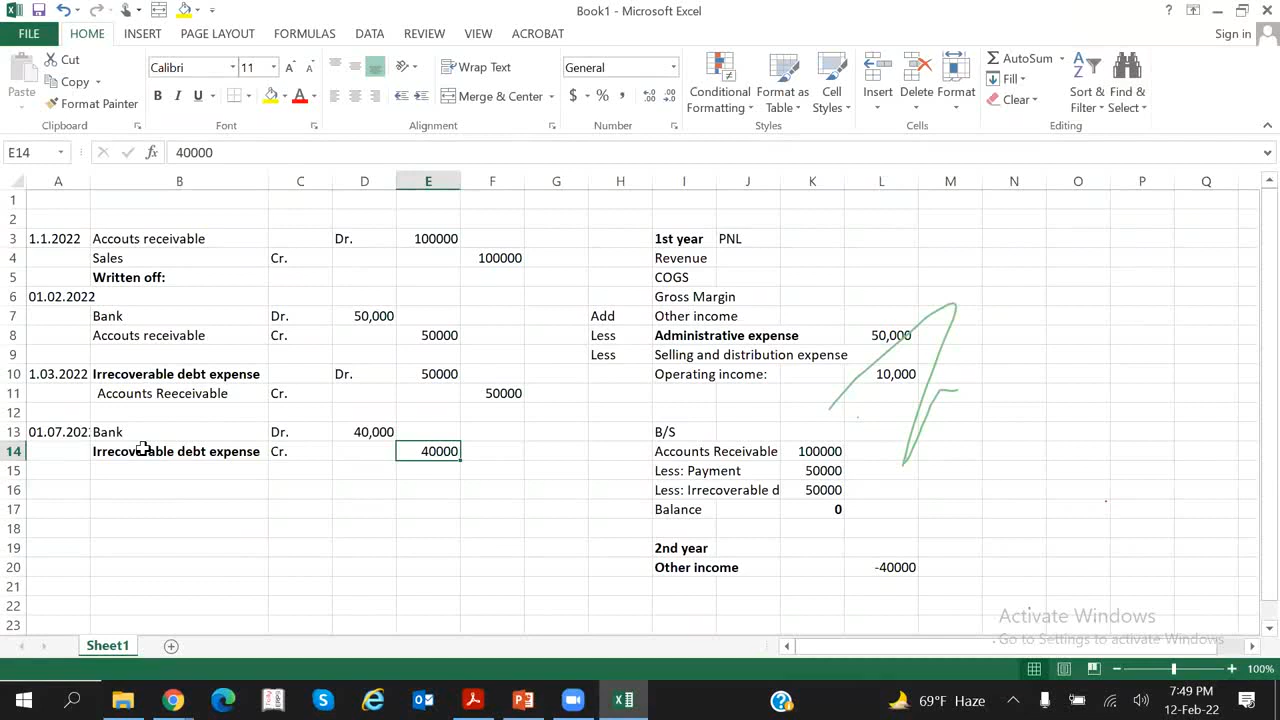 Book1 - Microsoft Excel
?
FILE HOME INSERT PAGE LAYOUT FORMULAS DATA REVIEW VIEW ACROBAT Sign in
Paste Cut Copy Format Painter Clipboard
Calibri 11 B I U A Font
Wrap Text Merge & Center Alignment
General $ % , Number
Conditional Formatting Format as Table Cell Styles Styles
Insert Delete Format Cells
AutoSum Fill Clear Sort & Filter Find & Select Editing
E14 fx 40000
A B C D E F G H I J K L M N O P Q
1
2
3 1.1.2022 Accouts receivable Dr. 100000 1st year PNL
4 Sales Cr. 100000 Revenue
5 Written off: COGS
6 01.02.2022 Gross Margin
7 Bank Dr. 50,000 Add Other income
8 Accouts receivable Cr. 50000 Less Administrative expense 50,000
9 Less Selling and distribution expense
10 1.03.2022 Irrecoverable debt expense Dr. 50000 Operating income: 10,000
11 Accounts Reeceivable Cr. 50000
12
13 01.07.202 Bank Dr. 40,000 B/S
14 Irrecoverable debt expense Cr. 40000 Accounts Receivable 100000
15 Less: Payment 50000
16 Less: Irrecoverable d 50000
17 Balance 0
18
19 2nd year
20 Other income -40000
21
22
23
Activate Windows
Go to Settings to activate Windows
Sheet1
100%
69°F Haze 7:49 PM
12-Feb-22